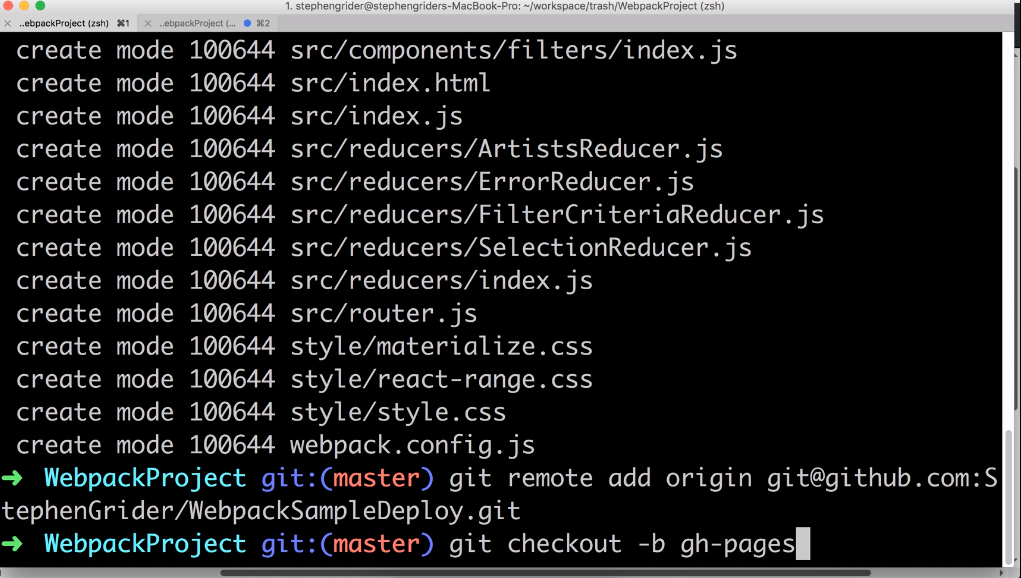 1. stephengrider@stephengriders-MacBook-Pro: ~/workspace/trash/WebpackProject (zsh)
..ebpackProject (zsh) ⌘1 ..ebpackProject (... ⌘2
create mode 100644 src/components/filters/index.js
create mode 100644 src/index.html
create mode 100644 src/index.js
create mode 100644 src/reducers/ArtistsReducer.js
create mode 100644 src/reducers/ErrorReducer.js
create mode 100644 src/reducers/FilterCriteriaReducer.js
create mode 100644 src/reducers/SelectionReducer.js
create mode 100644 src/reducers/index.js
create mode 100644 src/router.js
create mode 100644 style/materialize.css
create mode 100644 style/react-range.css
create mode 100644 style/style.css
create mode 100644 webpack.config.js
➜ WebpackProject git:(master) git remote add origin git@github.com:S
tephenGrider/WebpackSampleDeploy.git
➜ WebpackProject git:(master) git checkout -b gh-pages